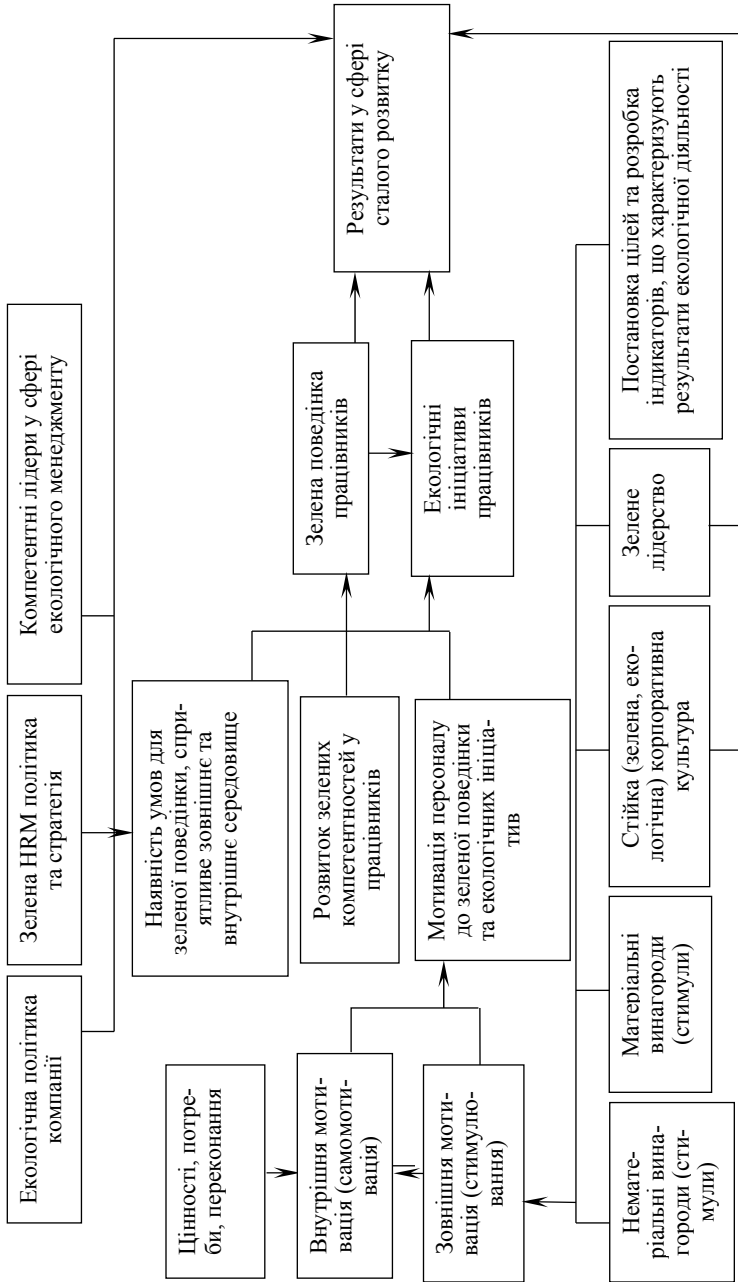 Екологічна політика
компанії
Зелена HRM політика
та стратегія
Компетентні лідери у сфері
екологічного менеджменту
Цінності, потре-
би, переконання
Наявність умов для
зеленої поведінки, спри-
ятливе зовнішнє та
внутрішнє середовище
Зелена поведінка
працівників
Результати у сфері
сталого розвитку
Внутрішня моти-
вація (самомоти-
вація)
Розвиток зелених
компетентностей у
працівників
Екологічні
ініціативи
працівників
Зовнішня моти-
вація (стимулю-
вання)
Мотивація персоналу
до зеленої поведінки
та екологічних ініціа-
тив
Немате-
ріальні вина-
городи (сти-
мули)
Матеріальні
винагороди
(стимули)
Стійка (зелена, еко-
логічна) корпоративна
культура
Зелене
лідерство
Постановка цілей та розробка
індикаторів, що характеризують
результати екологічної діяльності